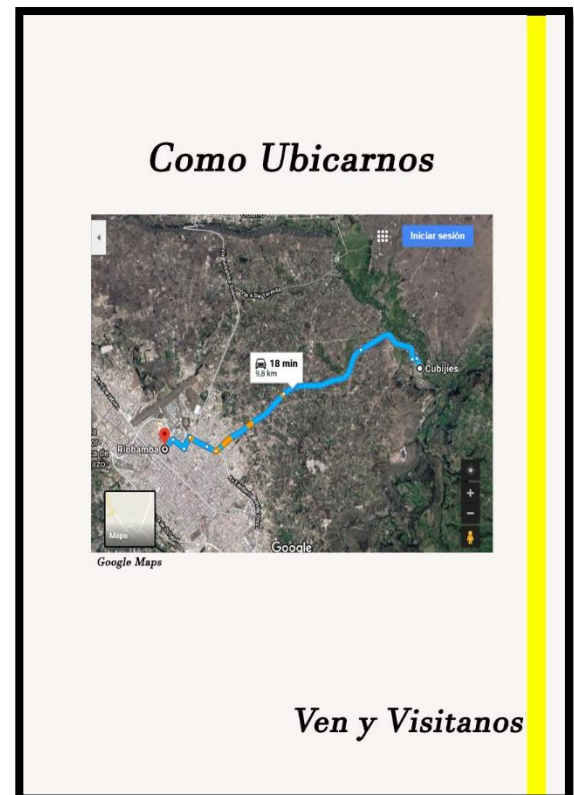 Como Ubicarnos
Iniciar sesión
18 min
9,8 km
Cubijíes
Riobamba
Mapa
Google
Google Maps
Ven y Visitanos